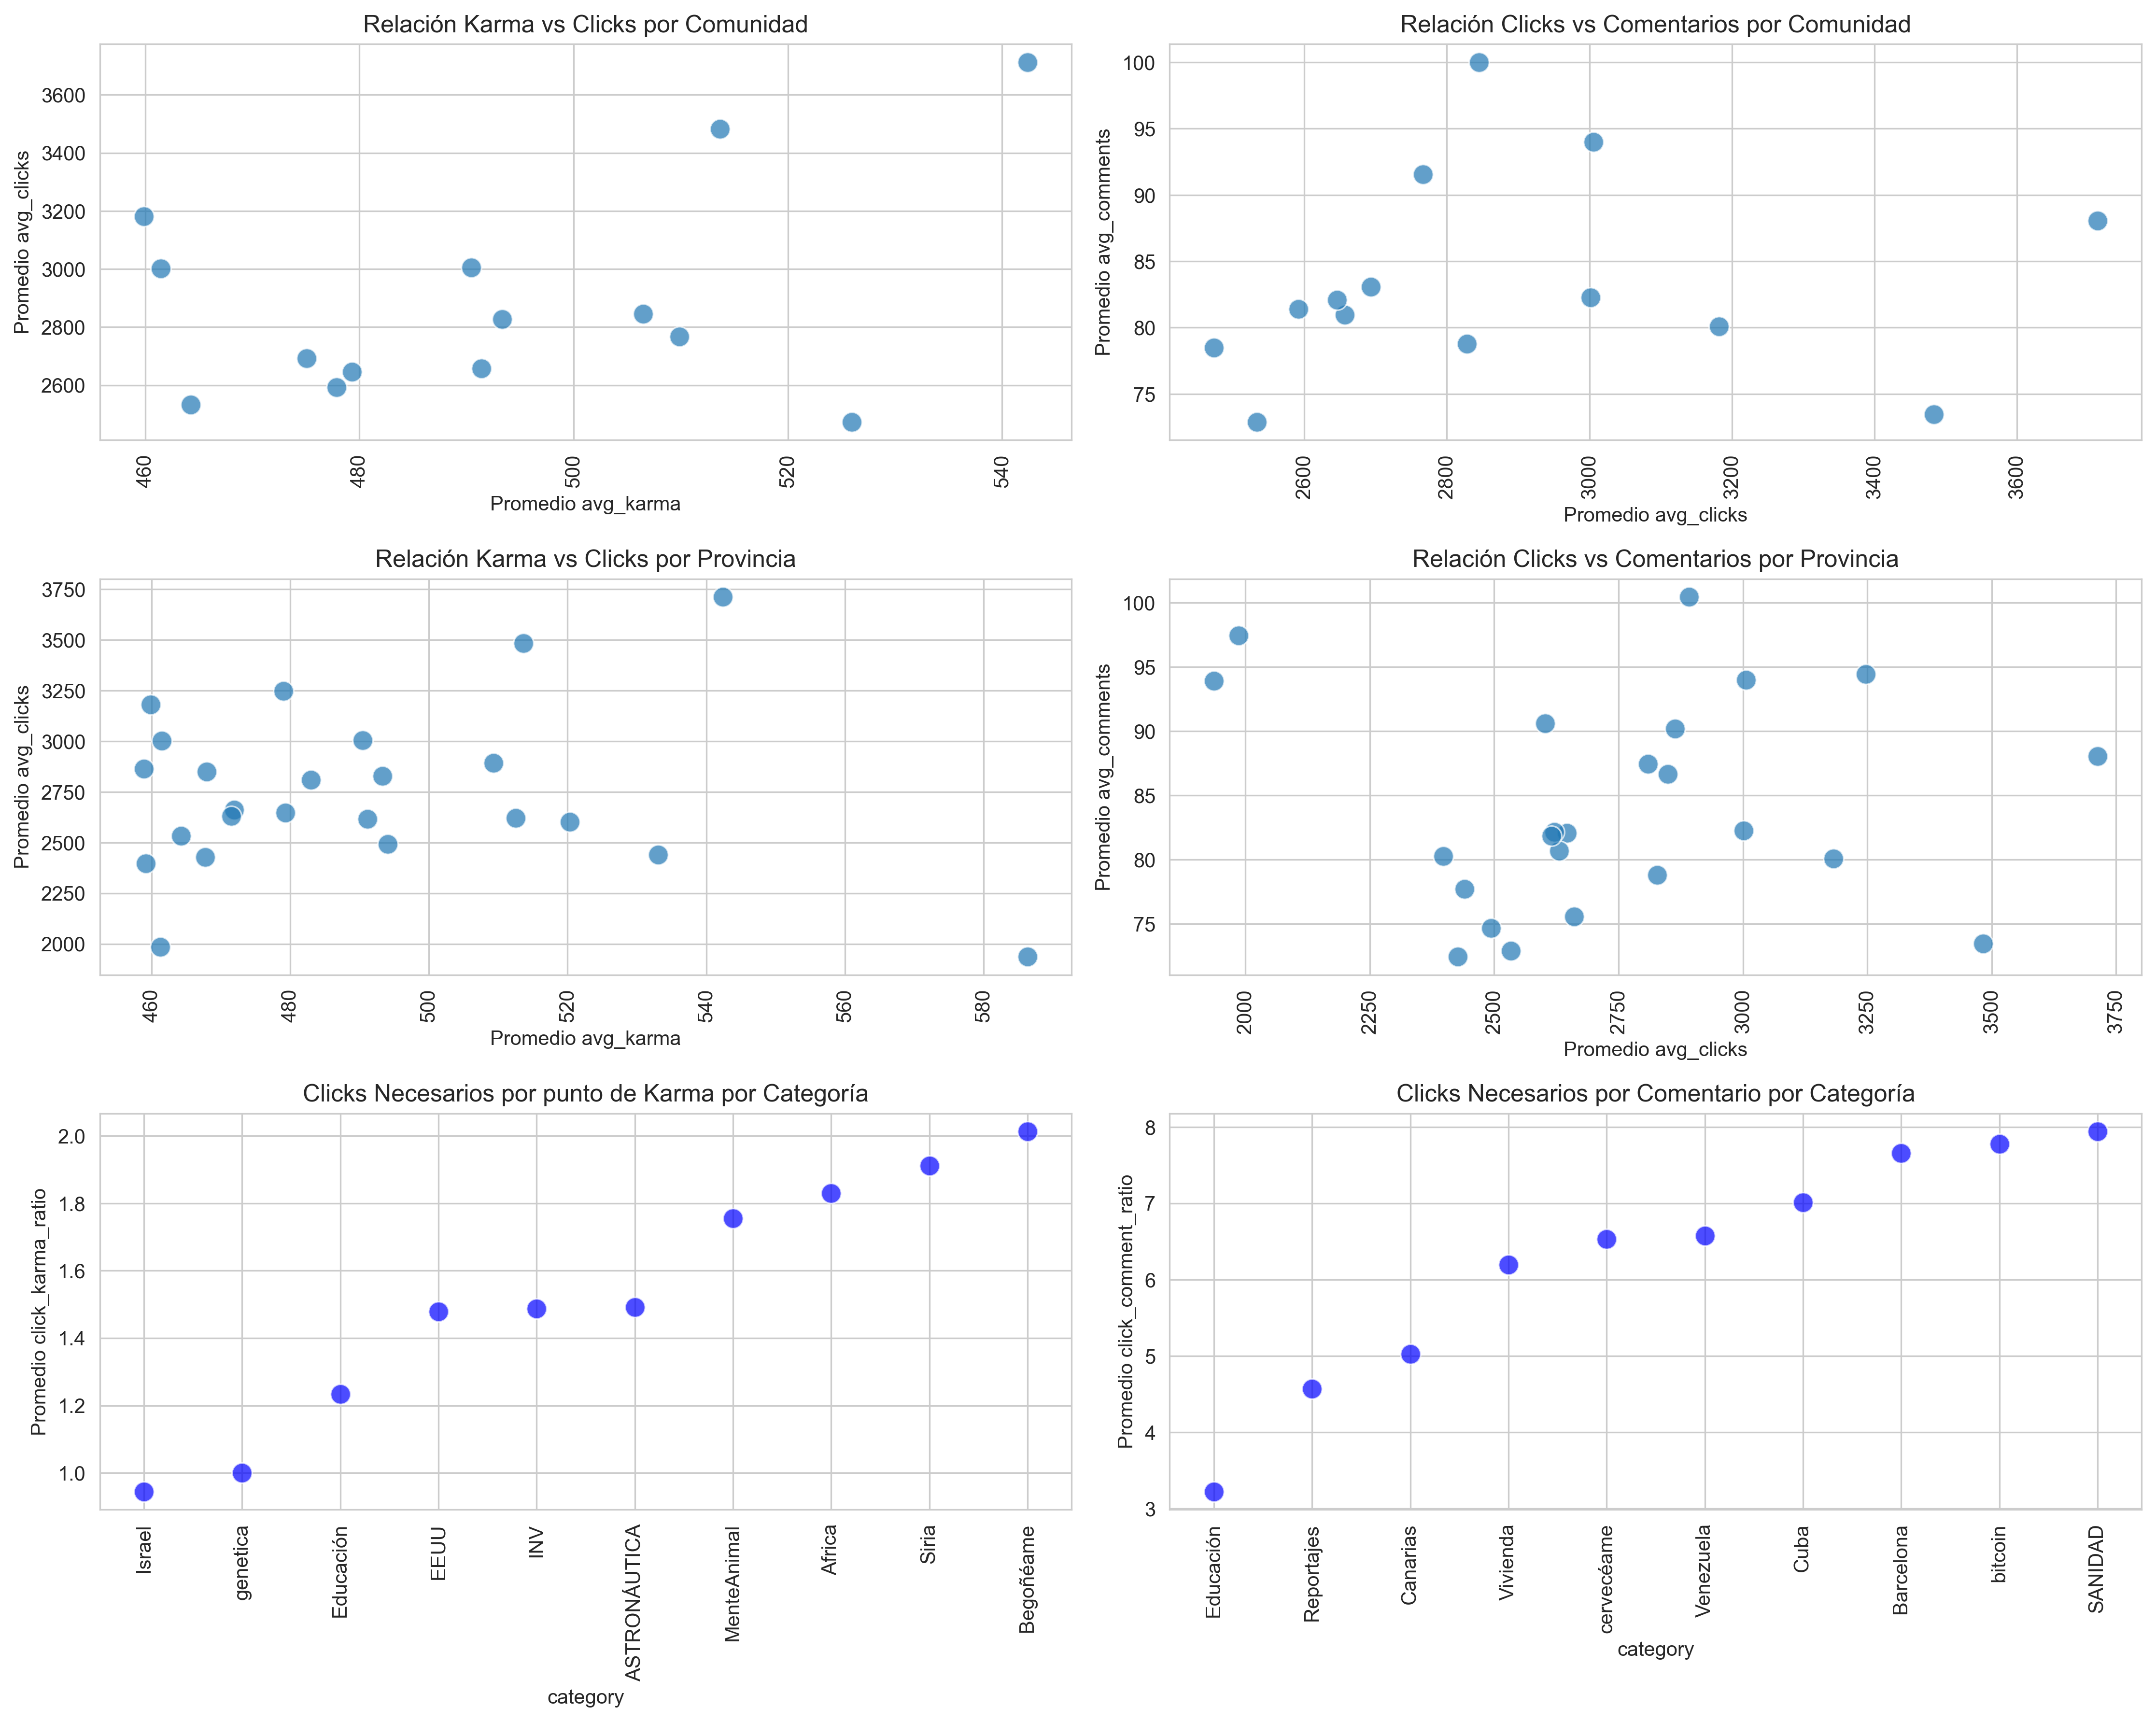 Relación Karma vs Clicks por Comunidad
3600
3400
3200
3000
2800
2600
Promedio avg_clicks
460
480
500
520
540
Promedio avg_karma
Relación Clicks vs Comentarios por Comunidad
100
95
90
85
80
75
Promedio avg_comments
2600
2800
3000
3200
3400
3600
Promedio avg_clicks
Relación Karma vs Clicks por Provincia
3750
3500
3250
3000
2750
2500
2250
2000
Promedio avg_clicks
460
480
500
520
540
560
580
Promedio avg_karma
Relación Clicks vs Comentarios por Provincia
100
95
90
85
80
75
Promedio avg_comments
2000
2250
2500
2750
3000
3250
3500
3750
Promedio avg_clicks
Clicks Necesarios por punto de Karma por Categoría
2.0
1.8
1.6
1.4
1.2
1.0
Promedio click_karma_ratio
Israel
genetica
Educación
EEUU
INV
ASTRONÁUTICA
MenteAnimal
Africa
Siria
Begoñéame
category
Clicks Necesarios por Comentario por Categoría
8
7
6
5
4
3
Promedio click_comment_ratio
Educación
Reportajes
Canarias
Vivienda
cervecéame
Venezuela
Cuba
Barcelona
bitcoin
SANIDAD
category